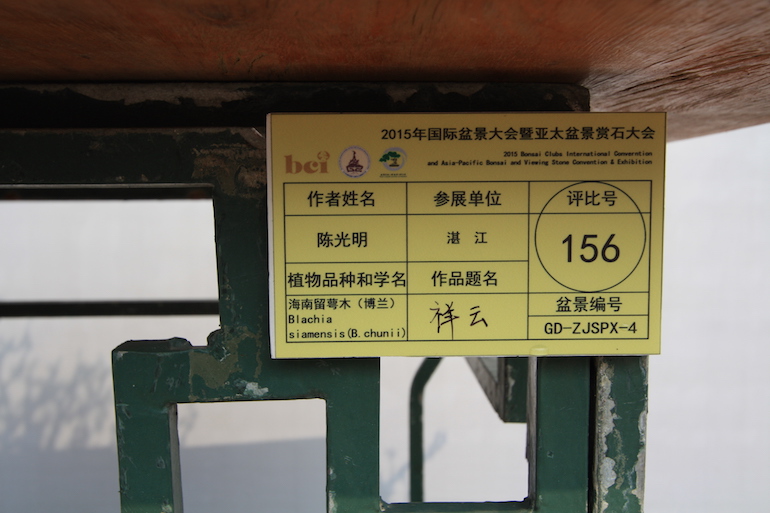 2015年国际盆景大会暨亚太盆景赏石大会
bci
2015 Bonsai Clubs International Convenrntion
and Asia-Pacific Bonsai and Viewing Stone Convention & Exhibition
作者姓名 参展单位 评比号
陈光明 湛江 156
植物品种和学名 作品题名
海南留萼木（博兰） 祥云 盆景编号
Blachia
siamensis(B.chunii) GD-ZJSPX-4